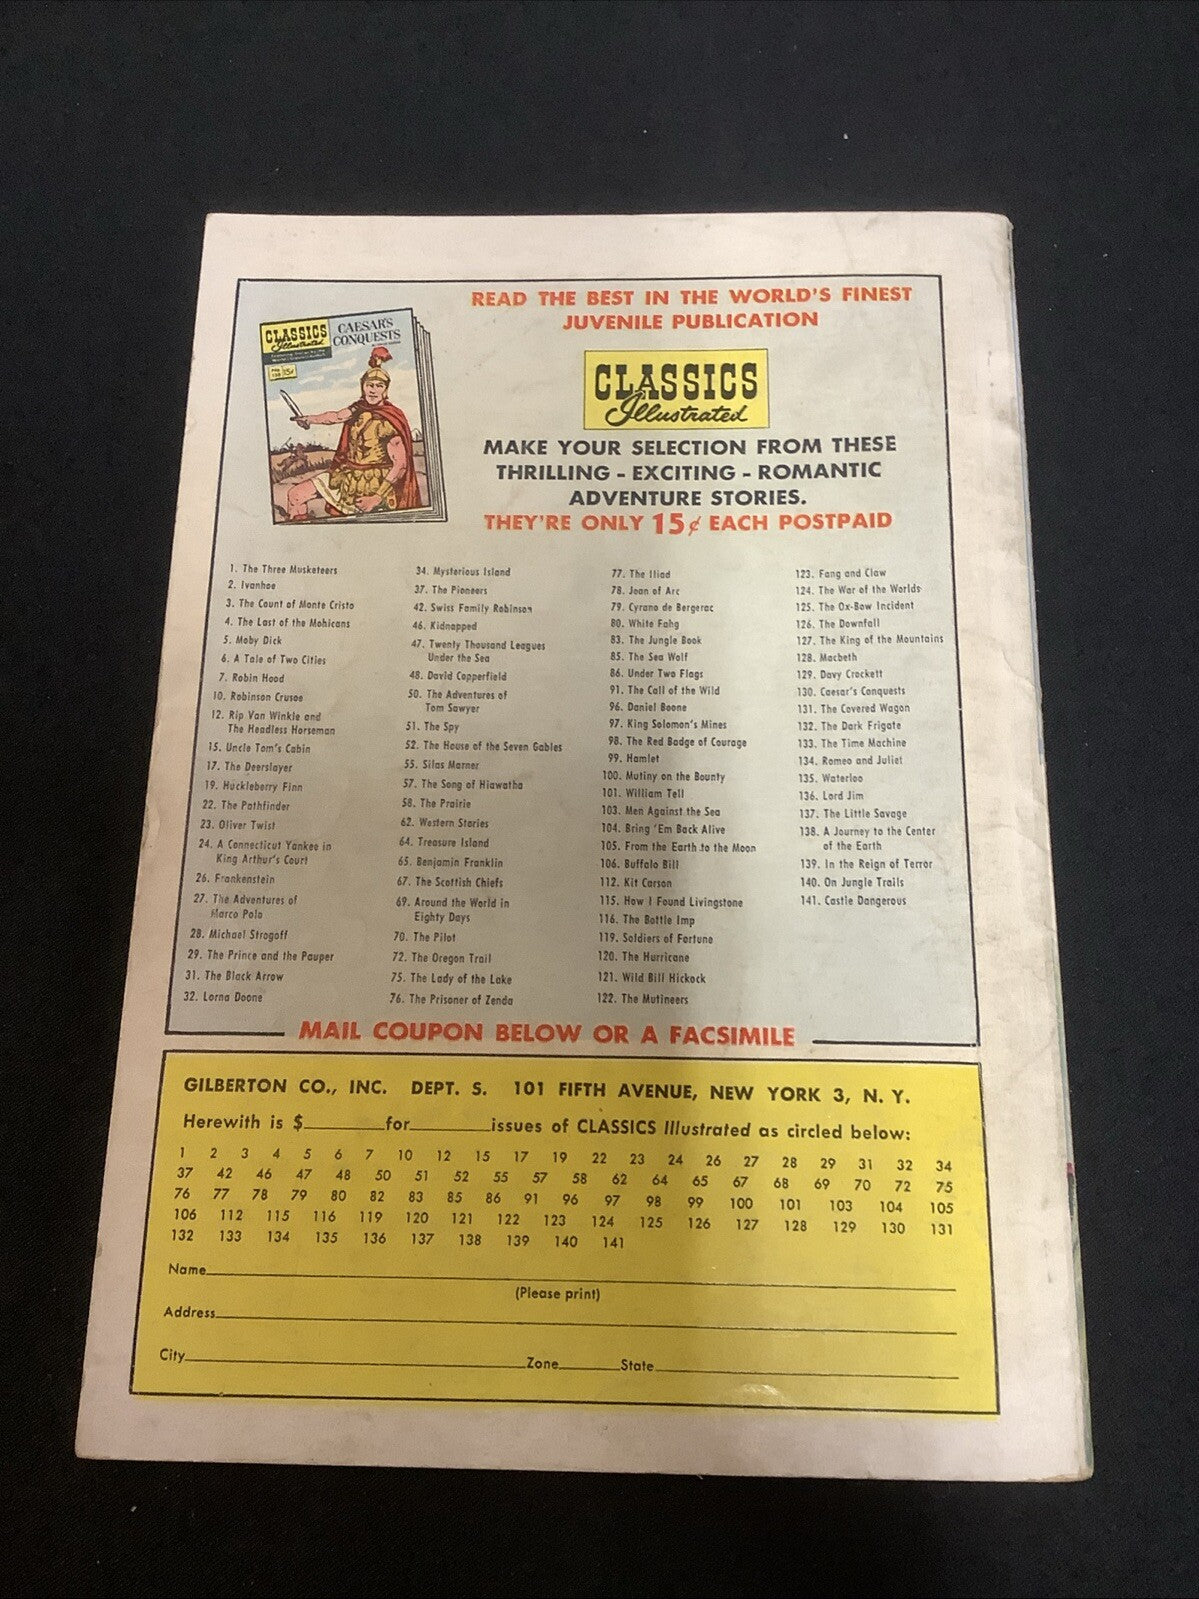 READ THE BEST IN THE WORLD'S FINEST
JUVENILE PUBLICATION
CLASSICS
Illustrated
CAESAR'S
CONQUESTS
15¢
CLASSICS
Illustrated
MAKE YOUR SELECTION FROM THESE
THRILLING - EXCITING - ROMANTIC
ADVENTURE STORIES.
THEY'RE ONLY 15¢ EACH POSTPAID
1. The Three Musketeers
2. Ivanhoe
3. The Count of Monte Cristo
4. The Last of the Mohicans
5. Moby Dick
6. A Tale of Two Cities
7. Robin Hood
10. Robinson Crusoe
12. Rip Van Winkle and
The Headless Horseman
15. Uncle Tom's Cabin
17. The Deerslayer
19. Huckleberry Finn
22. The Pathfinder
23. Oliver Twist
24. A Connecticut Yankee in
King Arthur's Court
26. Frankenstein
27. The Adventures of
Marco Polo
28. Michael Strogoff
29. The Prince and the Pauper
31. The Black Arrow
32. Lorna Doone
34. Mysterious Island
37. The Pioneers
42. Swiss Family Robinson
46. Kidnapped
47. Twenty Thousand Leagues
Under the Sea
48. David Copperfield
50. The Adventures of
Tom Sawyer
51. The Spy
52. The House of the Seven Gables
55. Silas Marner
57. The Song of Hiawatha
58. The Prairie
62. Western Stories
64. Treasure Island
65. Benjamin Franklin
67. The Scottish Chiefs
69. Around the World in
Eighty Days
70. The Pilot
72. The Oregon Trail
75. The Lady of the Lake
76. The Prisoner of Zenda
77. The Iliad
78. Joan of Arc
79. Cyrano de Bergerac
80. White Fang
83. The Jungle Book
85. The Sea Wolf
86. Under Two Flags
91. The Call of the Wild
96. Daniel Boone
97. King Solomon's Mines
98. The Red Badge of Courage
99. Hamlet
100. Mutiny on the Bounty
101. William Tell
103. Men Against the Sea
104. Bring 'Em Back Alive
105. From the Earth to the Moon
106. Buffalo Bill
112. Kit Carson
115. How I Found Livingstone
116. The Bottle Imp
119. Soldiers of Fortune
120. The Hurricane
121. Wild Bill Hickock
122. The Mutineers
123. Fang and Claw
124. The War of the Worlds
125. The Ox-Bow Incident
126. The Downfall
127. The King of the Mountains
128. Macbeth
129. Davy Crockett
130. Caesar's Conquests
131. The Covered Wagon
132. The Dark Frigate
133. The Time Machine
134. Romeo and Juliet
135. Waterloo
136. Lord Jim
137. The Little Savage
138. A Journey to the Center
of the Earth
139. In the Reign of Terror
140. On Jungle Trails
141. Castle Dangerous
MAIL COUPON BELOW OR A FACSIMILE
GILBERTON CO., INC. DEPT. S. 101 FIFTH AVENUE, NEW YORK 3, N. Y.
Herewith is $ for issues of CLASSICS Illustrated as circled below:
1 2 3 4 5 6 7 10 12 15 17 19 22 23 24 26 27 28 29 31 32 34
37 42 46 47 48 50 51 52 55 57 58 62 64 65 67 68 69 70 72 75
76 77 78 79 80 82 83 85 86 91 96 97 98 99 100 101 103 104 105
106 112 115 116 119 120 121 122 123 124 125 126 127 128 129 130 131
132 133 134 135 136 137 138 139 140 141
Name
(Please print)
Address
City Zone State